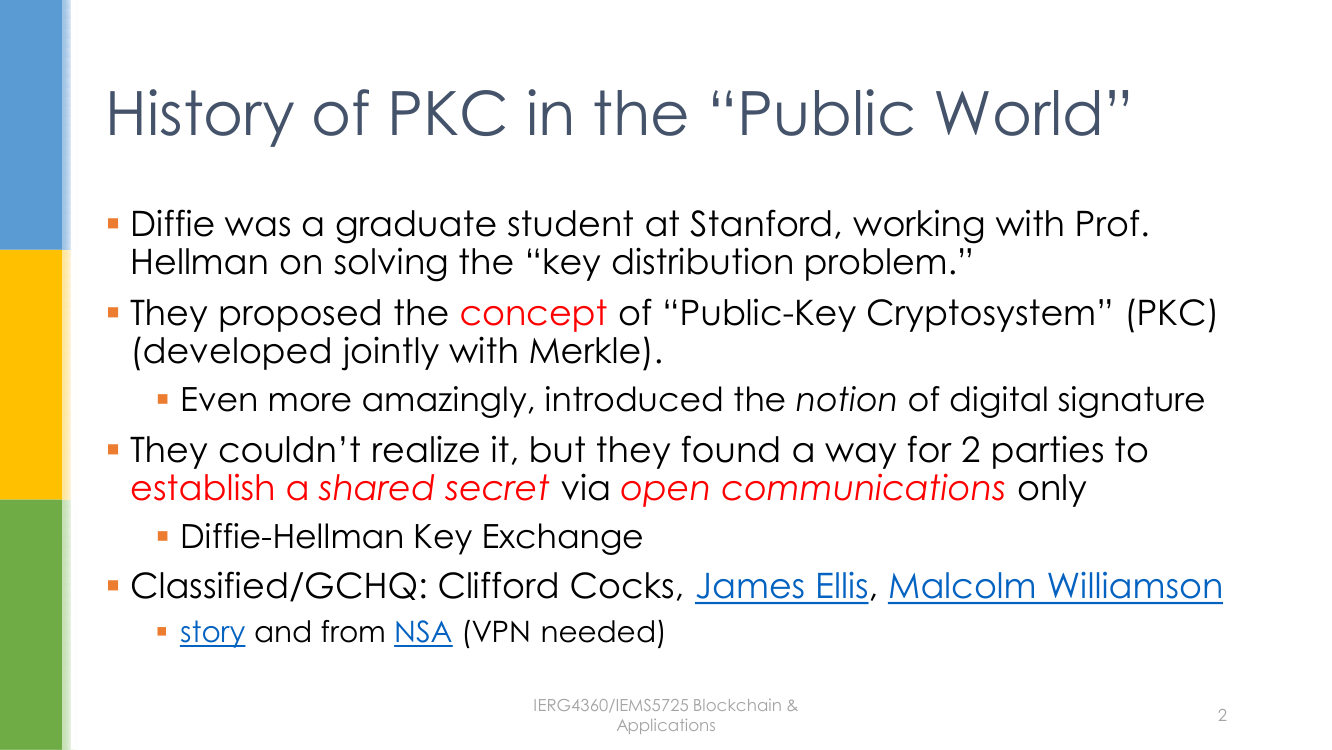 History of PKC in the “Public World”
▪ Diffie was a graduate student at Stanford, working with Prof.
Hellman on solving the “key distribution problem.”
▪ They proposed the concept of “Public-Key Cryptosystem” (PKC)
(developed jointly with Merkle).
▪ Even more amazingly, introduced the notion of digital signature
▪ They couldn’t realize it, but they found a way for 2 parties to
establish a shared secret via open communications only
▪ Diffie-Hellman Key Exchange
▪ Classified/GCHQ: Clifford Cocks, James Ellis, Malcolm Williamson
▪ story and from NSA (VPN needed)
IERG4360/IEMS5725 Blockchain &
Applications
2